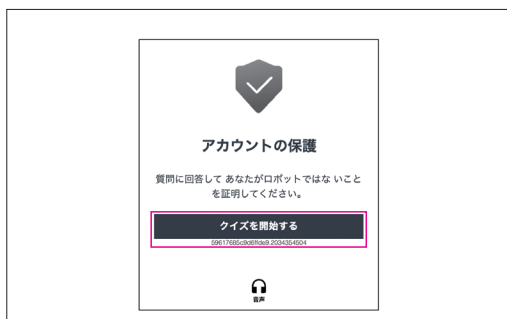 アカウントの保護
質問に回答して あなたがロボットではな いこと
を証明してください。
クイズを開始する
59617685c9d6ffde9.2034354504
音声